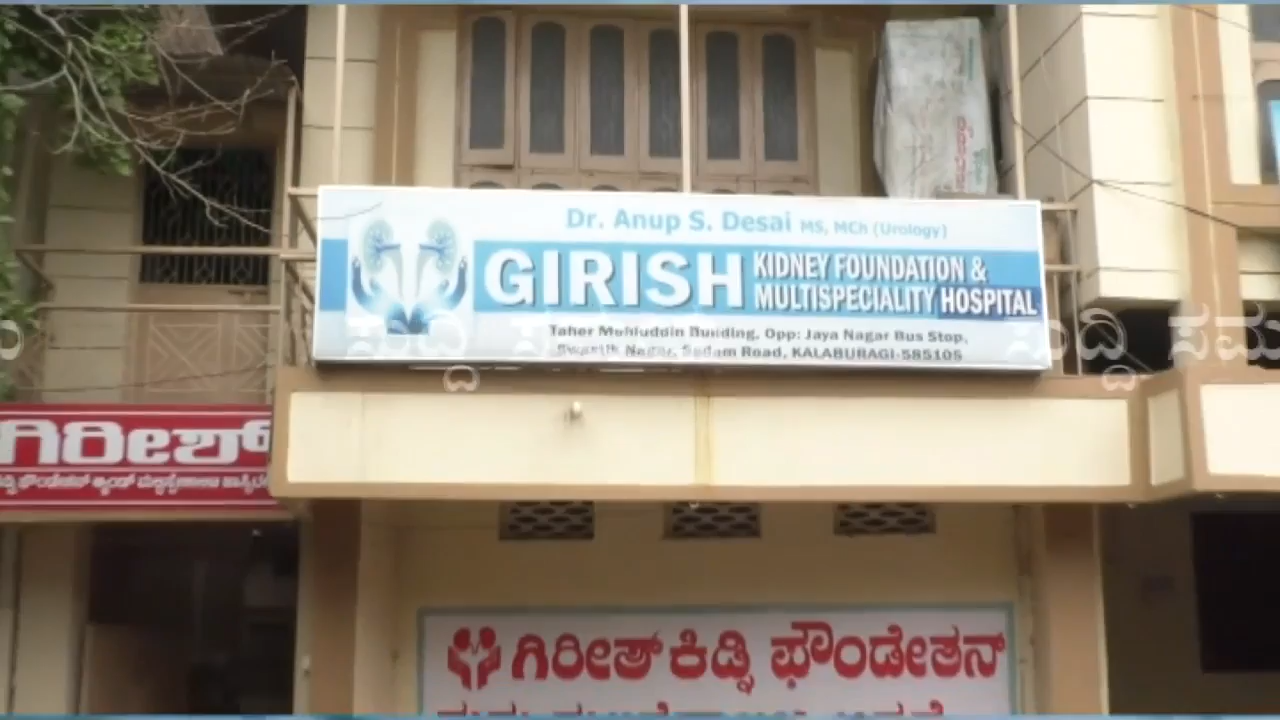 Dr. Anup S. Desai MS, MCh (Urology)
GIRISH KIDNEY FOUNDATION &
MULTISPECIALITY HOSPITAL
Taher Mohiuddin Building, Opp: Jaya Nagar Bus Stop,
Swastik Nagar, Sedam Road, KALABURAGI-585105
ಗಿರೀಶ್
ಗಿರೀಶ್ ಕಿಡ್ನಿ ಫೌಂಡೇಶನ್